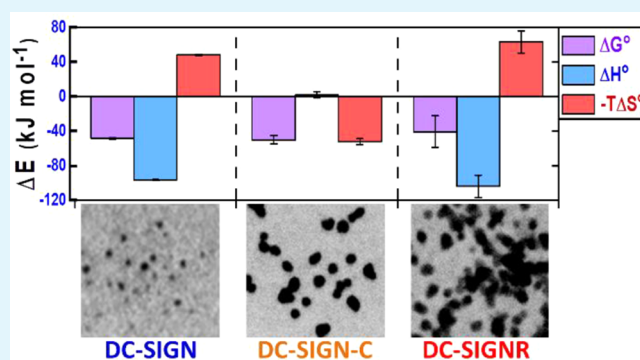 80
40
0
-40
-80
-120
ΔE (kJ mol⁻¹)
ΔG°
ΔH°
-TΔS°
DC-SIGN DC-SIGN-C DC-SIGNR